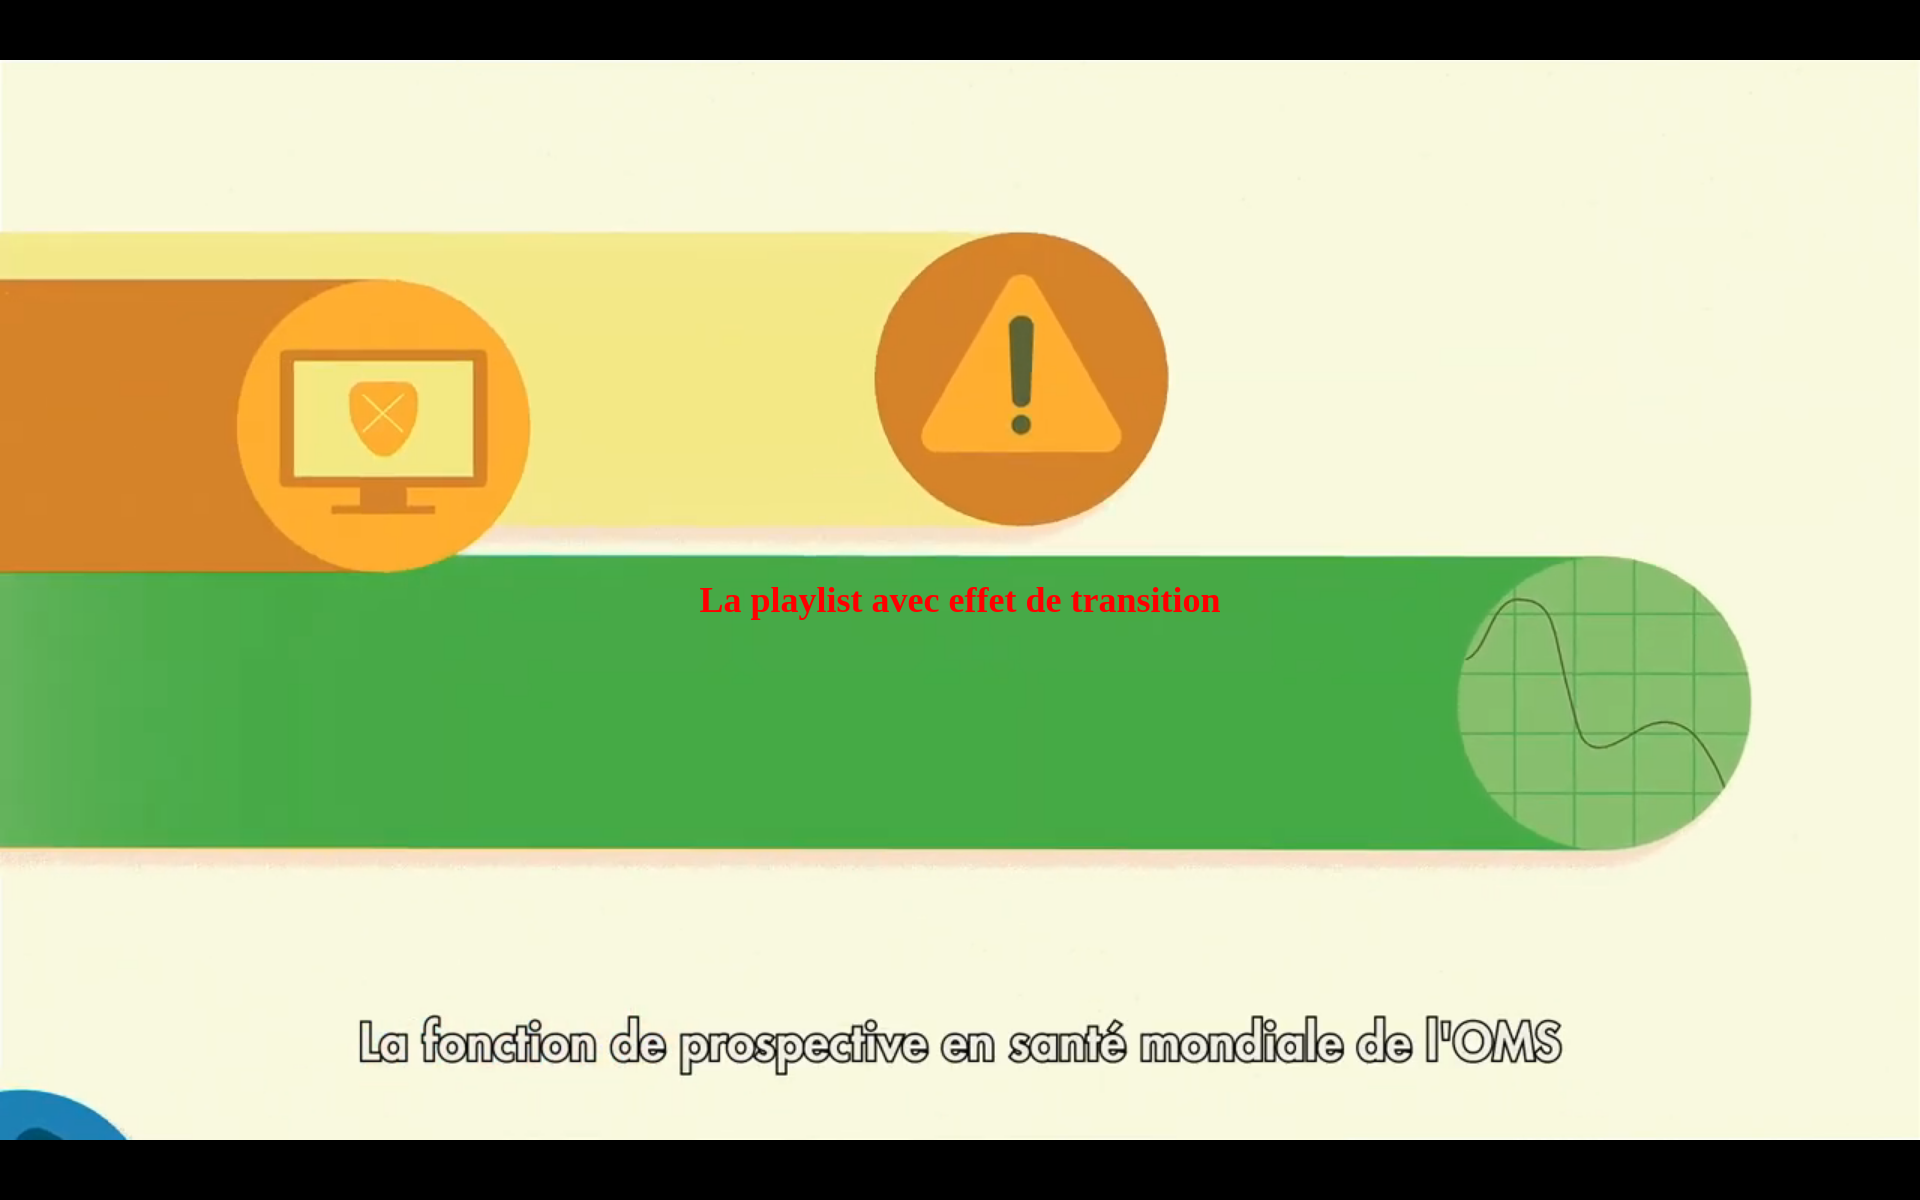 La playlist avec effet de transition
La fonction de prospective en santé mondiale de l'OMS